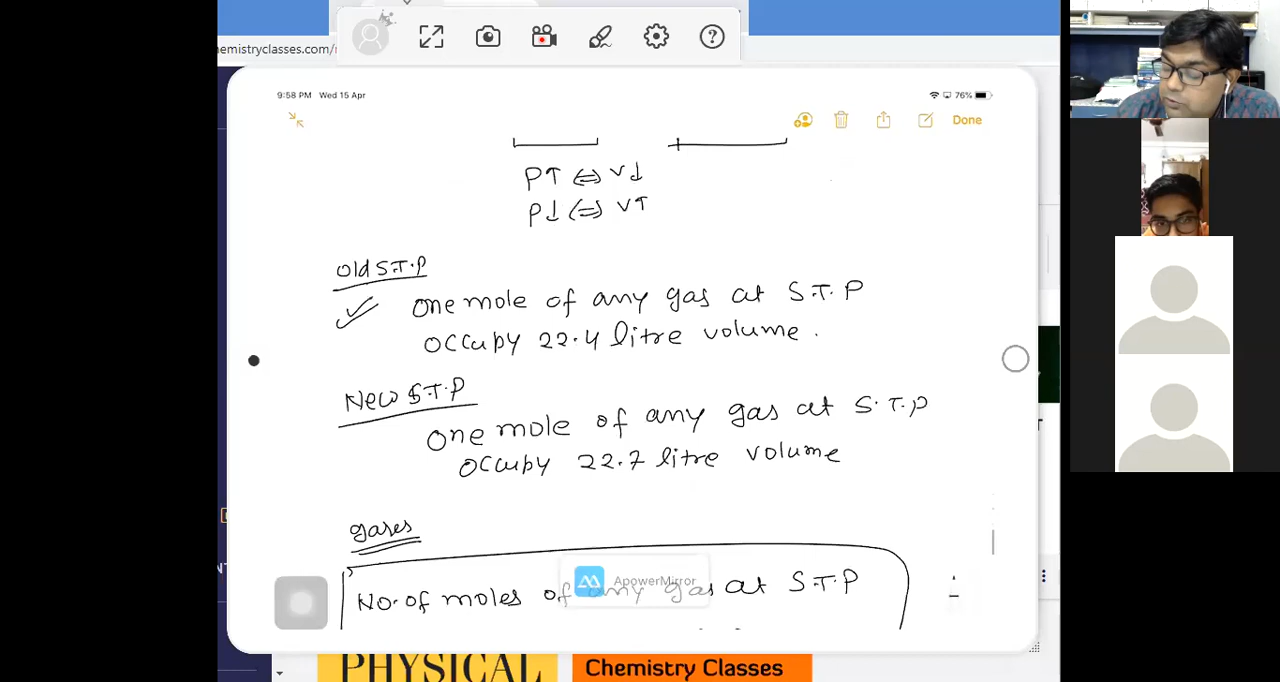 emistryclasses.com/
9:58 PM Wed 15 Apr
76%
Done
P↑ ⇔ V↓
P↓ ⇔ V↑
Old S.T.P
One mole of any gas at S.T.P
occupy 22.4 litre volume.
New S.T.P
One mole of any gas at S.T.P
occupy 22.7 litre volume
gases
No. of moles of any gas at S.T.P
ApowerMirror
PHYSICAL
Chemistry Classes